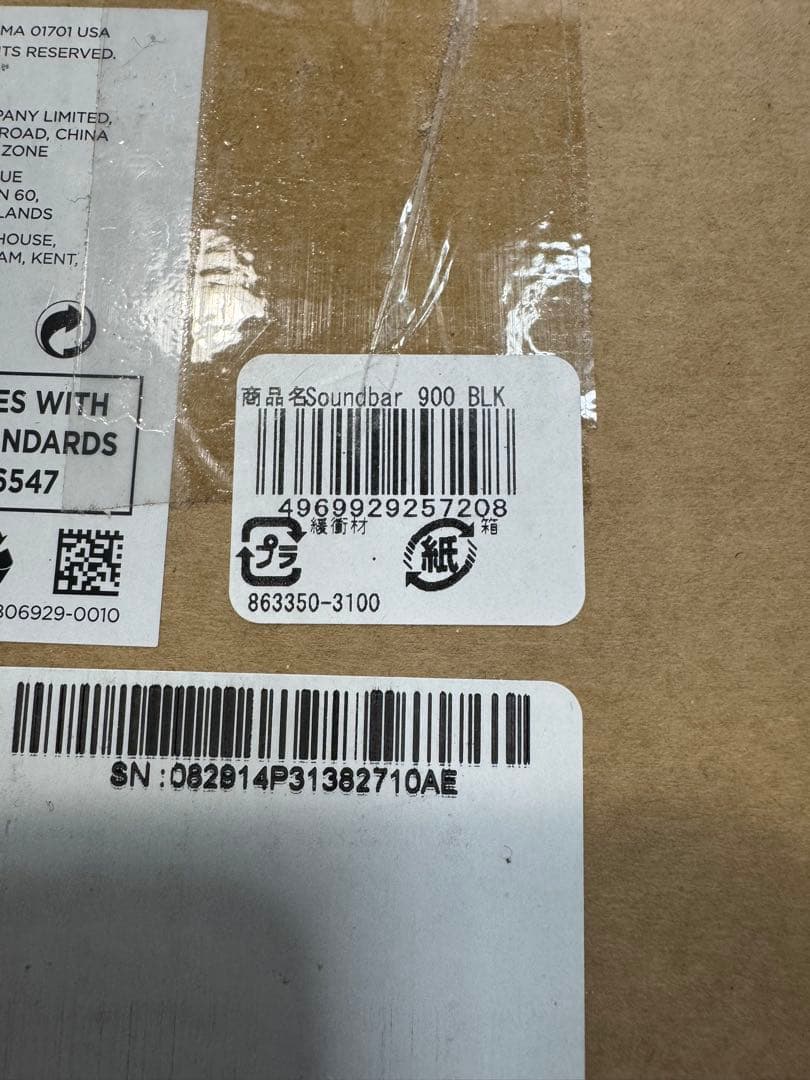 MA 01701 USA
TS RESERVED.
PANY LIMITED,
ROAD, CHINA
ZONE
UE
N 60,
LANDS
HOUSE,
AM, KENT,
ES WITH
NDARDS
6547
306929-0010
商品名Soundbar 900 BLK
4969929257208
緩衝材 箱
プラ 紙
863350-3100
SN:082914P31382710AE